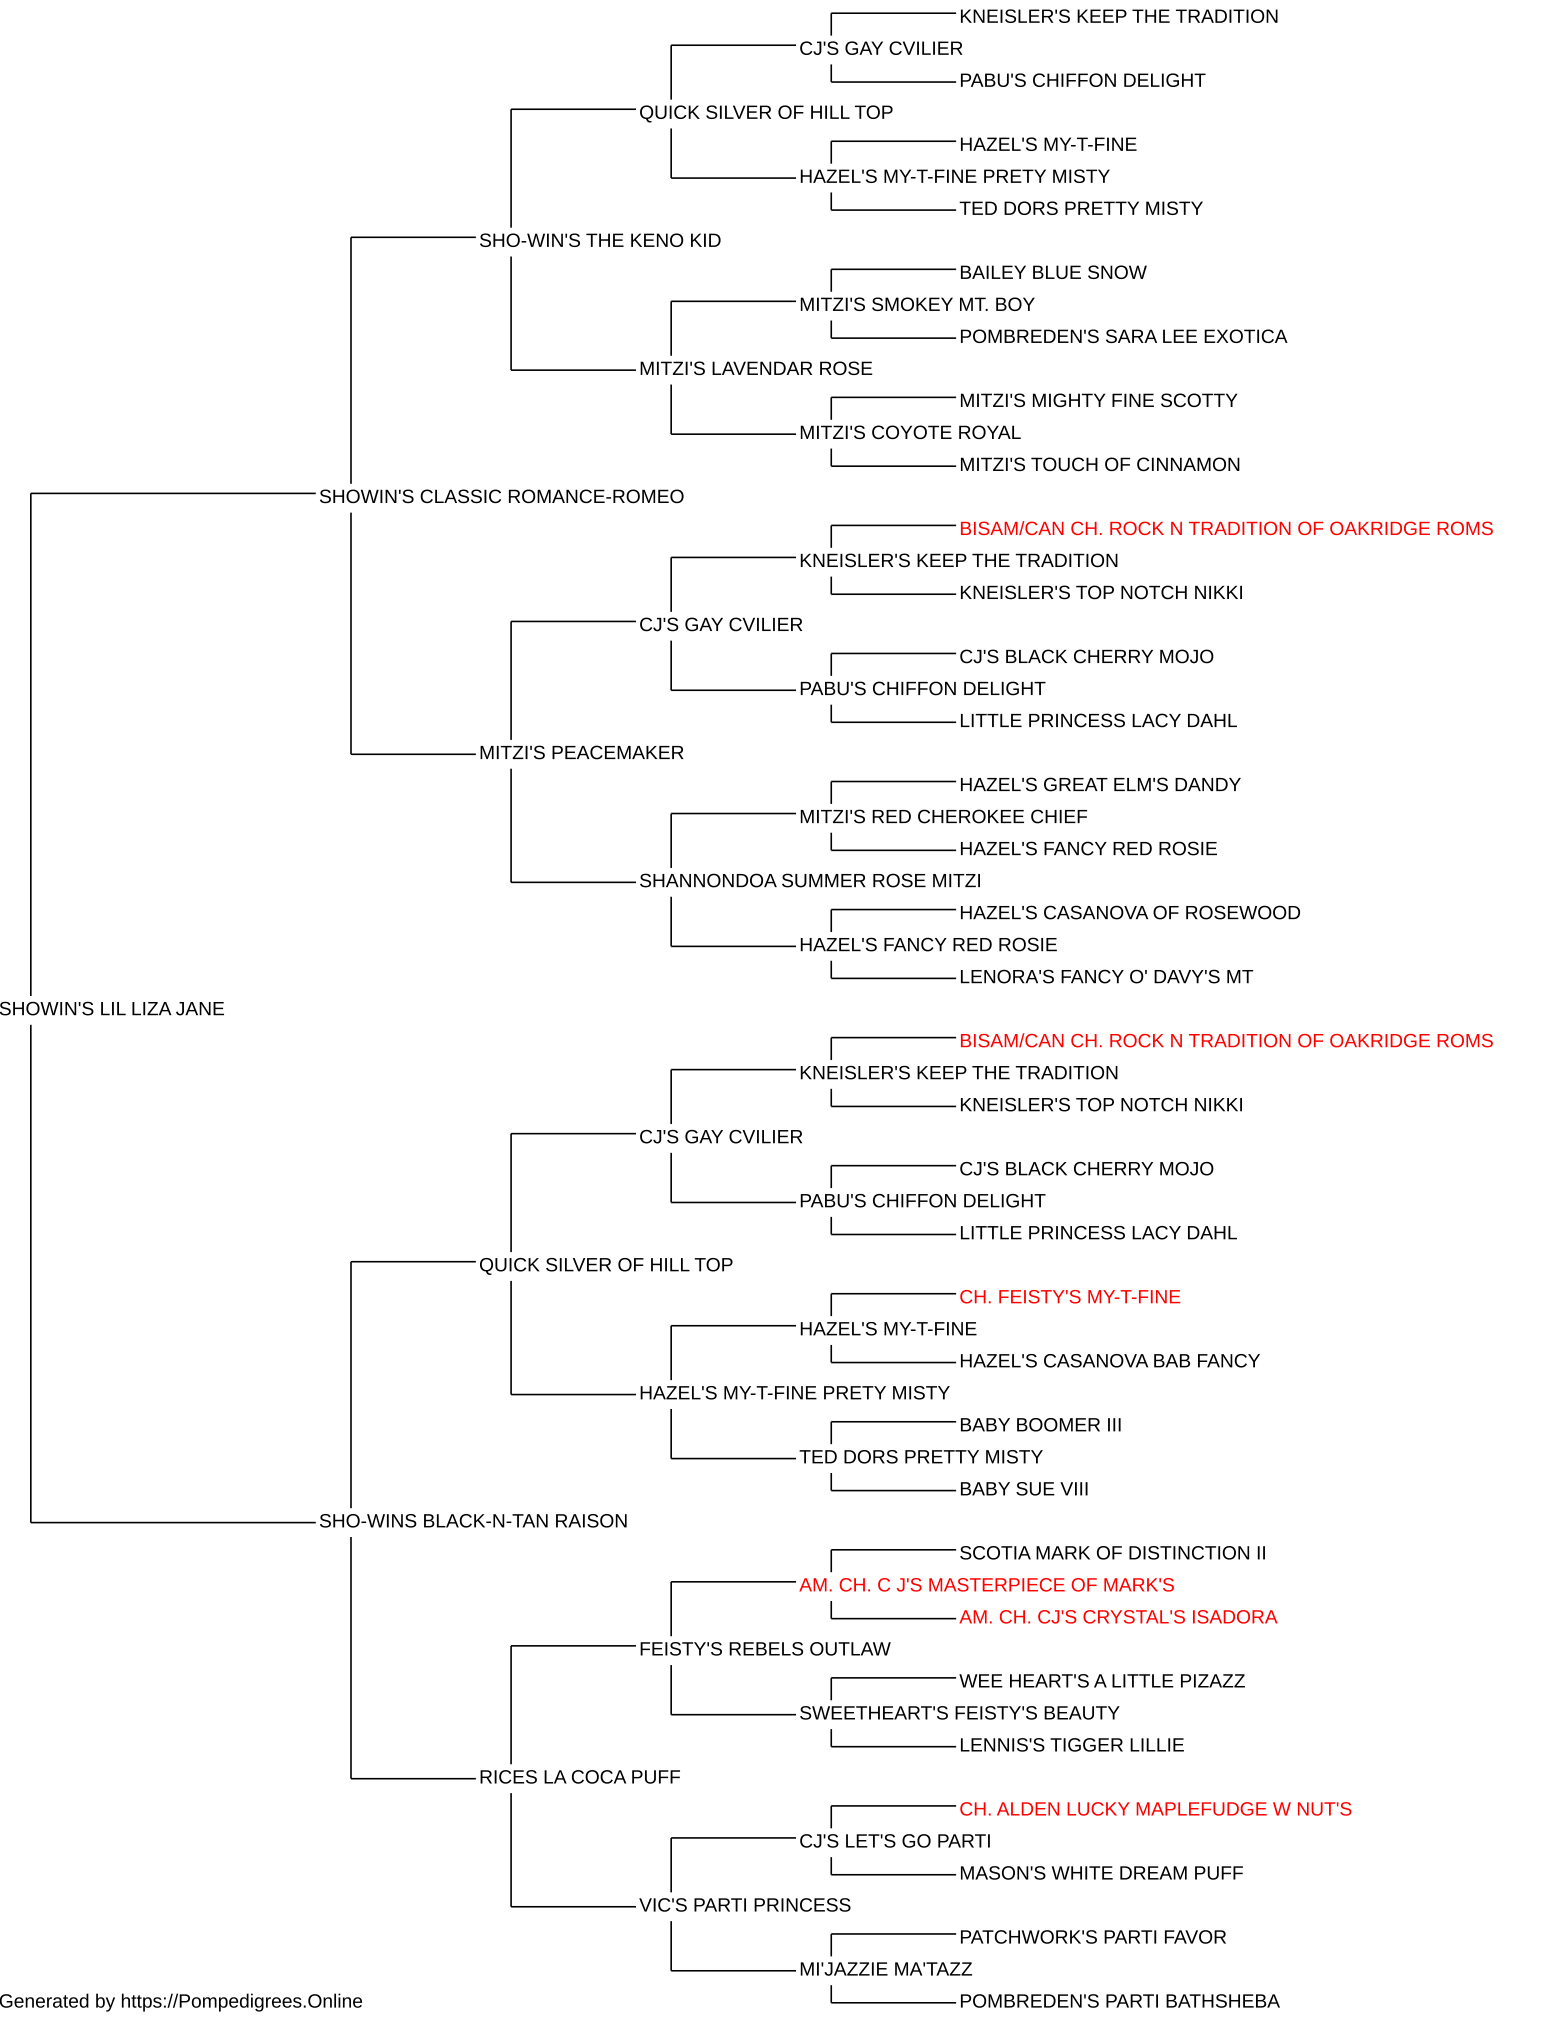 KNEISLER'S KEEP THE TRADITION
CJ'S GAY CVILIER
PABU'S CHIFFON DELIGHT
QUICK SILVER OF HILL TOP
HAZEL'S MY-T-FINE
HAZEL'S MY-T-FINE PRETY MISTY
TED DORS PRETTY MISTY
SHO-WIN'S THE KENO KID
BAILEY BLUE SNOW
MITZI'S SMOKEY MT. BOY
POMBREDEN'S SARA LEE EXOTICA
MITZI'S LAVENDAR ROSE
MITZI'S MIGHTY FINE SCOTTY
MITZI'S COYOTE ROYAL
MITZI'S TOUCH OF CINNAMON
SHOWIN'S CLASSIC ROMANCE-ROMEO
BISAM/CAN CH. ROCK N TRADITION OF OAKRIDGE ROMS
KNEISLER'S KEEP THE TRADITION
KNEISLER'S TOP NOTCH NIKKI
CJ'S GAY CVILIER
CJ'S BLACK CHERRY MOJO
PABU'S CHIFFON DELIGHT
LITTLE PRINCESS LACY DAHL
MITZI'S PEACEMAKER
HAZEL'S GREAT ELM'S DANDY
MITZI'S RED CHEROKEE CHIEF
HAZEL'S FANCY RED ROSIE
SHANNONDOA SUMMER ROSE MITZI
HAZEL'S CASANOVA OF ROSEWOOD
HAZEL'S FANCY RED ROSIE
LENORA'S FANCY O' DAVY'S MT
SHOWIN'S LIL LIZA JANE
BISAM/CAN CH. ROCK N TRADITION OF OAKRIDGE ROMS
KNEISLER'S KEEP THE TRADITION
KNEISLER'S TOP NOTCH NIKKI
CJ'S GAY CVILIER
CJ'S BLACK CHERRY MOJO
PABU'S CHIFFON DELIGHT
LITTLE PRINCESS LACY DAHL
QUICK SILVER OF HILL TOP
CH. FEISTY'S MY-T-FINE
HAZEL'S MY-T-FINE
HAZEL'S CASANOVA BAB FANCY
HAZEL'S MY-T-FINE PRETY MISTY
BABY BOOMER III
TED DORS PRETTY MISTY
BABY SUE VIII
SHO-WINS BLACK-N-TAN RAISON
SCOTIA MARK OF DISTINCTION II
AM. CH. C J'S MASTERPIECE OF MARK'S
AM. CH. CJ'S CRYSTAL'S ISADORA
FEISTY'S REBELS OUTLAW
WEE HEART'S A LITTLE PIZAZZ
SWEETHEART'S FEISTY'S BEAUTY
LENNIS'S TIGGER LILLIE
RICES LA COCA PUFF
CH. ALDEN LUCKY MAPLEFUDGE W NUT'S
CJ'S LET'S GO PARTI
MASON'S WHITE DREAM PUFF
VIC'S PARTI PRINCESS
PATCHWORK'S PARTI FAVOR
MI'JAZZIE MA'TAZZ
POMBREDEN'S PARTI BATHSHEBA
Generated by https://Pompedigrees.Online